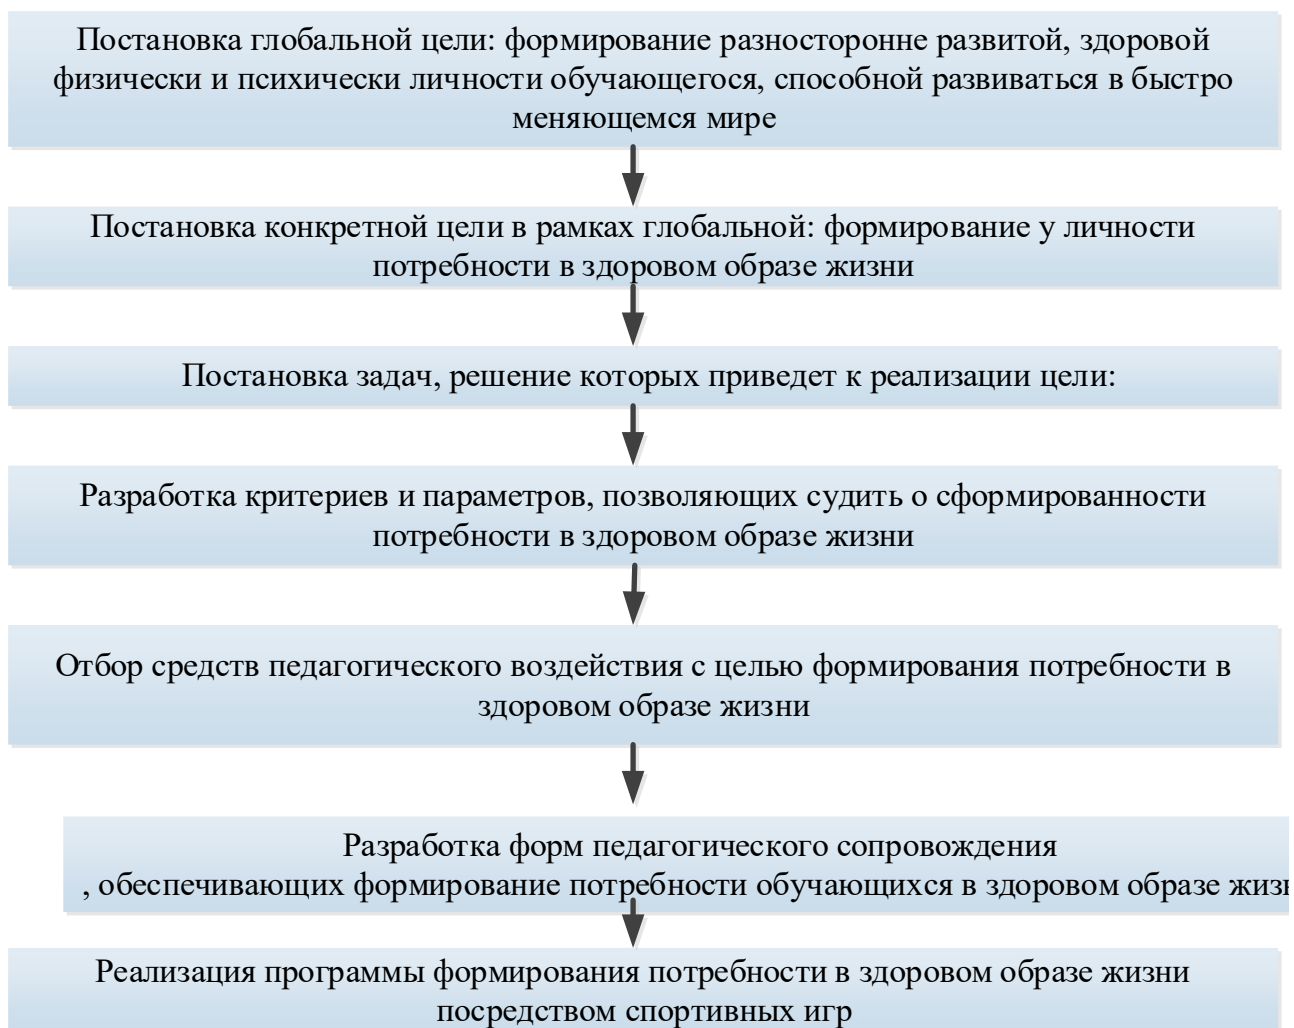 Постановка глобальной цели: формирование разносторонне развитой, здоровой
физически и психически личности обучающегося, способной развиваться в быстро
меняющемся мире
Постановка конкретной цели в рамках глобальной: формирование у личности
потребности в здоровом образе жизни
Постановка задач, решение которых приведет к реализации цели:
Разработка критериев и параметров, позволяющих судить о сформированности
потребности в здоровом образе жизни
Отбор средств педагогического воздействия с целью формирования потребности в
здоровом образе жизни
Разработка форм педагогического сопровождения
, обеспечивающих формирование потребности обучающихся в здоровом образе
Реализация программы формирования потребности в здоровом образе жизни
посредством спортивных игр